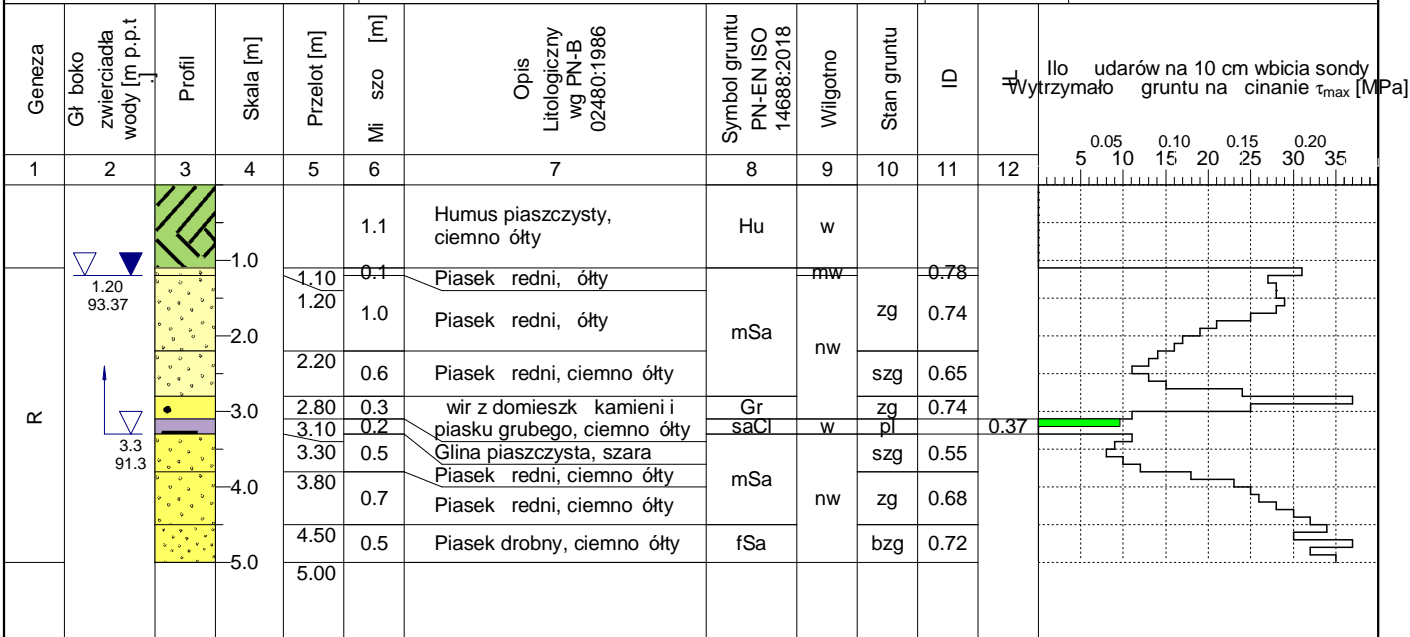 Geneza
Gł boko
zwierciadła
wody [m p.p.t
.]
Profil
Skala [m]
Przelot [m]
Mi szo [m]
Opis
Litologiczny
wg PN-B
02480:1986
Symbol gruntu
PN-EN ISO
14688:2018
Wilgotno
Stan gruntu
ID
IL
Ilo udarów na 10 cm wbicia sondy
Wytrzymało gruntu na cinanie τmax [MPa]
0.05 0.10 0.15 0.20
5 10 15 20 25 30 35
1 2 3 4 5 6 7 8 9 10 11 12
1.1 Humus piaszczysty, Hu w
ciemno ółty
1.0
1.10 0.1 Piasek redni, ółty mw 0.78
1.20
93.37
1.20 1.0 Piasek redni, ółty mSa zg 0.74
2.0
nw
2.20 0.6 Piasek redni, ciemno ółty szg 0.65
R
3.0
2.80 0.3 wir z domieszk kamieni i Gr zg 0.74
piasku grubego, ciemno ółty
3.10 0.2 saCl w pl 0.37
3.3
91.3
3.30 0.5 Glina piaszczysta, szara szg 0.55
3.80 Piasek redni, ciemno ółty mSa
4.0
0.7 Piasek redni, ciemno ółty nw zg 0.68
4.50 0.5 Piasek drobny, ciemno ółty fSa bzg 0.72
5.0
5.00